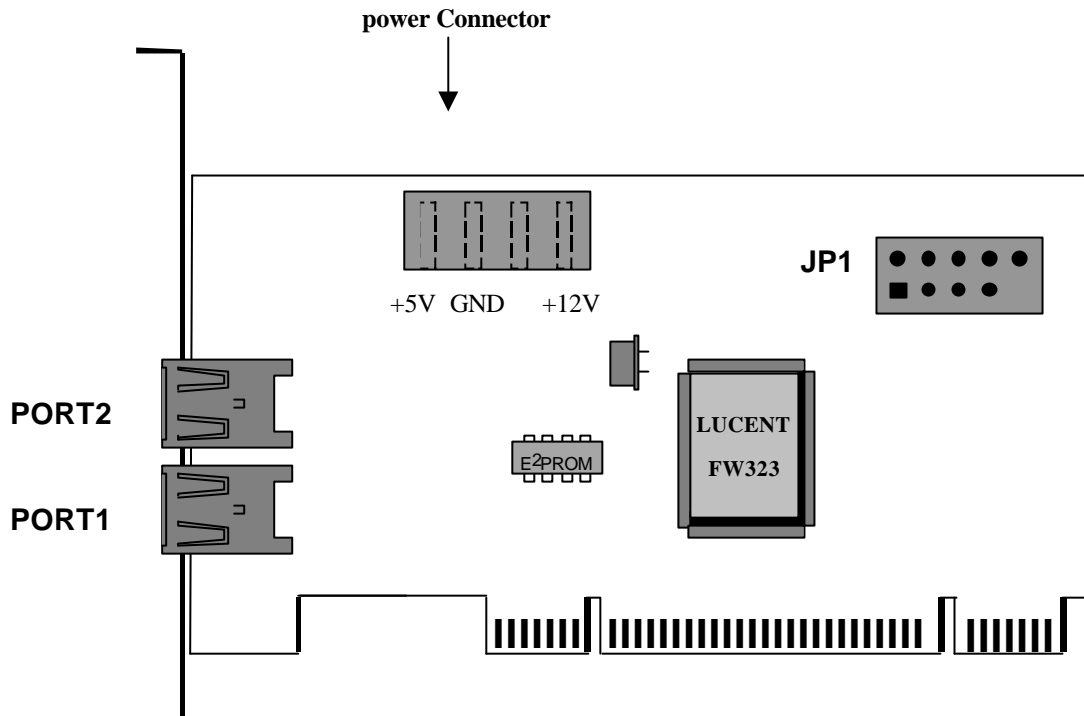 power Connector
JP1
+5V GND +12V
PORT2
LUCENT
FW323
E²PROM
PORT1